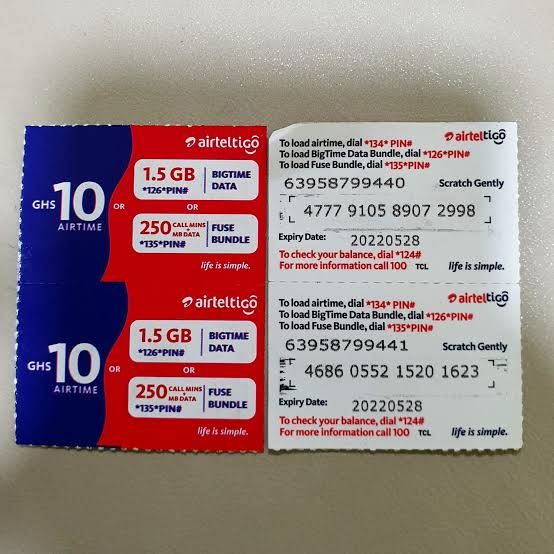 airteltigo
1.5 GB BIGTIME DATA
*126*PIN#
GHS 10 AIRTIME
OR OR
250 CALL MINS + MB DATA FUSE BUNDLE
*135*PIN#
life is simple.
airteltigo
1.5 GB BIGTIME DATA
*126*PIN#
GHS 10 AIRTIME
OR OR
250 CALL MINS + MB DATA FUSE BUNDLE
*135*PIN#
life is simple.
To load airtime, dial *134* PIN# airteltigo
To load BigTime Data Bundle, dial *126*PIN#
To load Fuse Bundle, dial *135*PIN#
63958799440 Scratch Gently
4777 9105 8907 2998
Expiry Date: 20220528
To check your balance, dial *124#
For more information call 100 TCL life is simple.
To load airtime, dial *134* PIN# airteltigo
To load BigTime Data Bundle, dial *126*PIN#
To load Fuse Bundle, dial *135*PIN#
63958799441 Scratch Gently
4686 0552 1520 1623
Expiry Date: 20220528
To check your balance, dial *124#
For more information call 100 TCL life is simple.